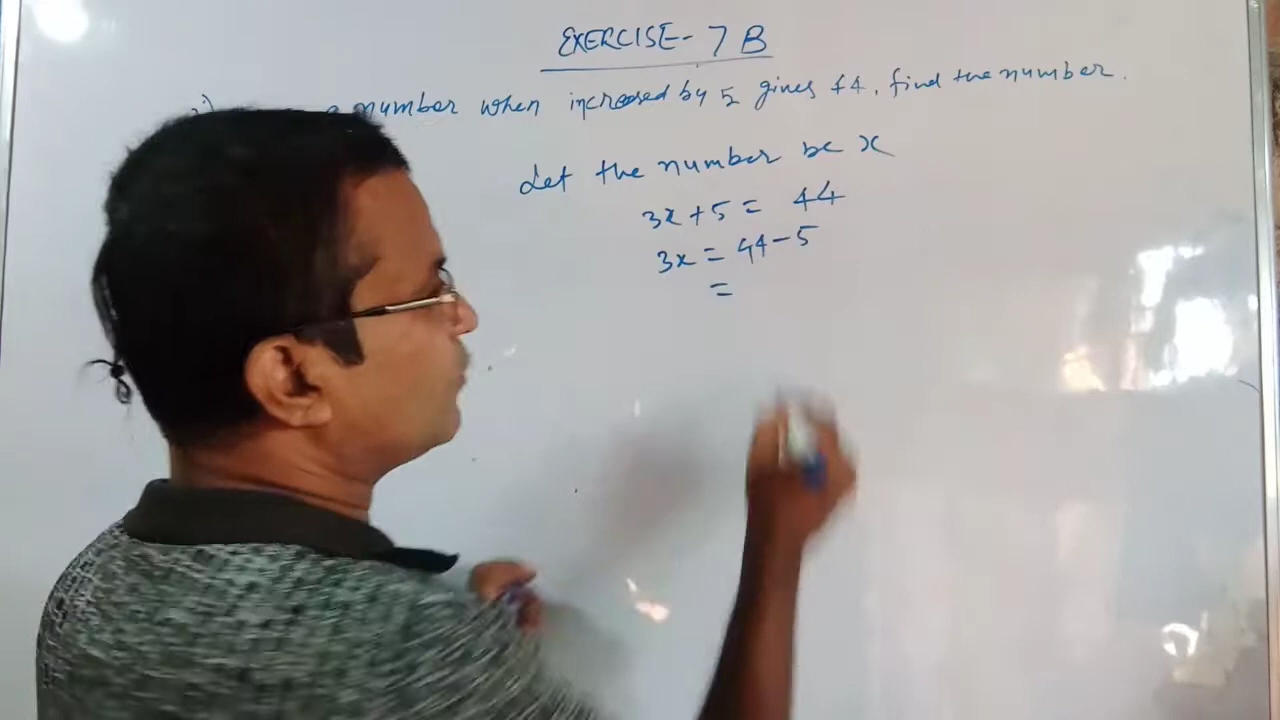 EXERCISE- 7 B
number when increased by 5 gives 44. find the number.
Let the number be x
3x + 5 = 44
3x = 44 - 5
=